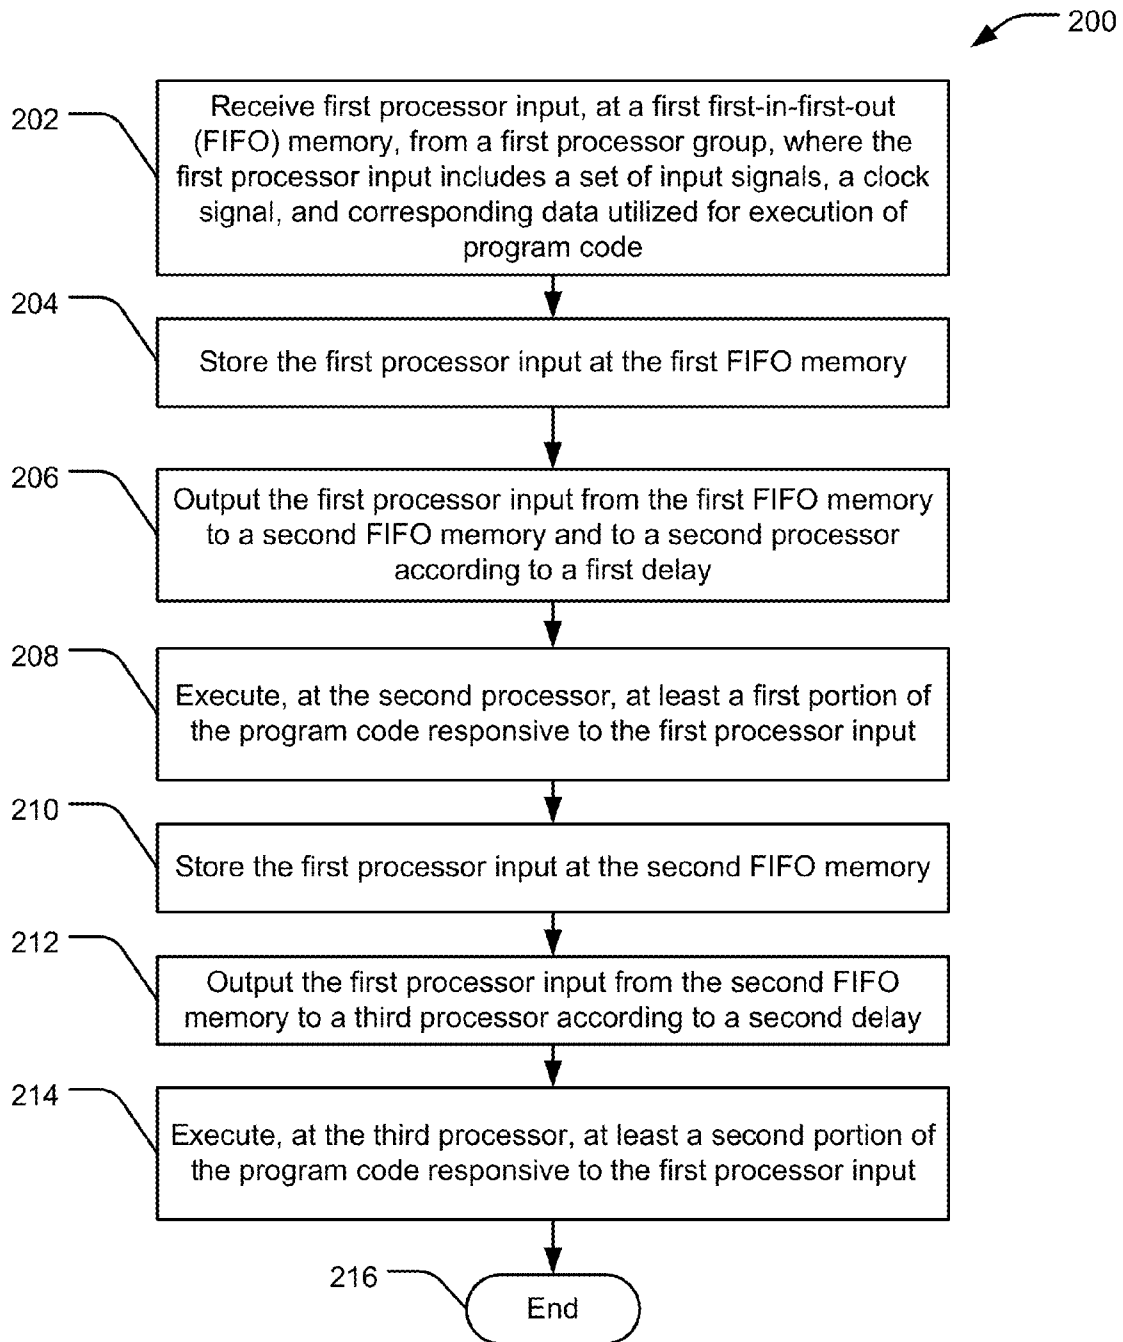 200
202
Receive first processor input, at a first first-in-first-out
(FIFO) memory, from a first processor group, where the
first processor input includes a set of input signals, a clock
signal, and corresponding data utilized for execution of
program code
204
Store the first processor input at the first FIFO memory
206
Output the first processor input from the first FIFO memory
to a second FIFO memory and to a second processor
according to a first delay
208
Execute, at the second processor, at least a first portion of
the program code responsive to the first processor input
210
Store the first processor input at the second FIFO memory
212
Output the first processor input from the second FIFO
memory to a third processor according to a second delay
214
Execute, at the third processor, at least a second portion of
the program code responsive to the first processor input
216
End